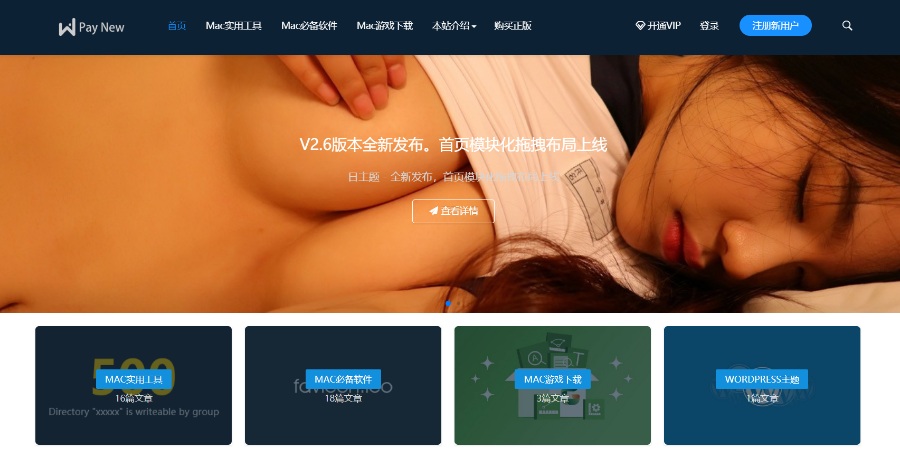 Pay New
首页 Mac实用工具 Mac必备软件 Mac游戏下载 本站介绍 购买正版 开通VIP 登录 注册新用户
V2.6版本全新发布。首页模块化拖拽布局上线
日主题 全新发布，首页模块
查看详情
500
MAC实用工具
16篇文章
Directory "xxxxx" is writeable by group
MAC必备软件
18篇文章
MAC游戏下载
3篇文章
WORDPRESS主题
1篇文章